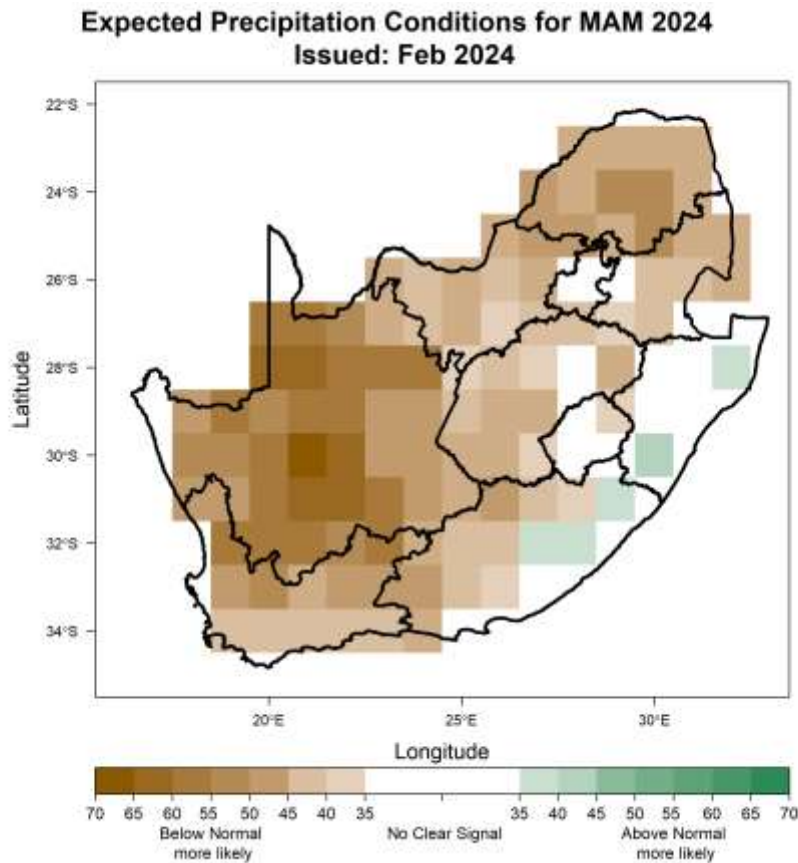 Expected Precipitation Conditions for MAM 2024
Issued: Feb 2024
22°S
24°S
26°S
28°S
30°S
32°S
34°S
Latitude
20°E 25°E 30°E
Longitude
70 65 60 55 50 45 40 35 35 40 45 50 55 60 65 70
Below Normal No Clear Signal Above Normal
more likely more likely